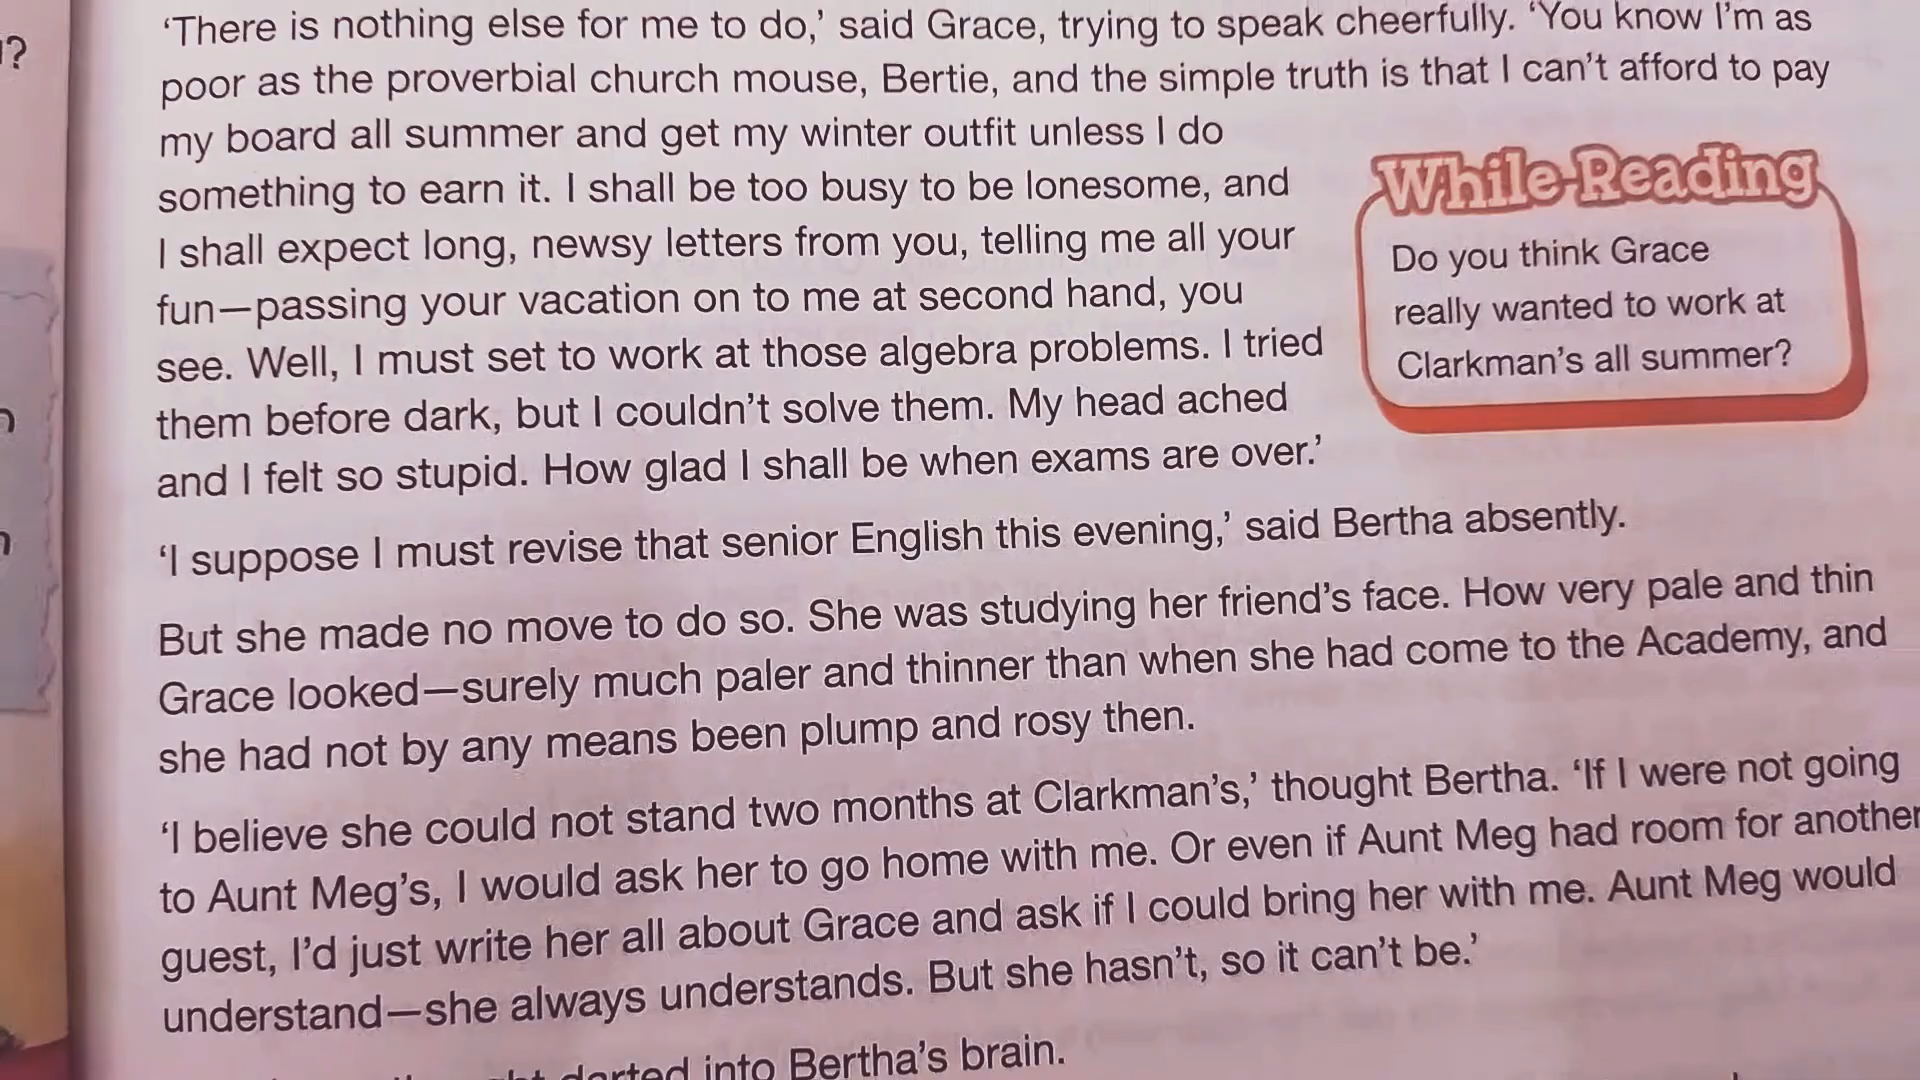 ‘There is nothing else for me to do,’ said Grace, trying to speak cheerfully. ‘You know I’m as
poor as the proverbial church mouse, Bertie, and the simple truth is that I can’t afford to pay
my board all summer and get my winter outfit unless I do
something to earn it. I shall be too busy to be lonesome, and
I shall expect long, newsy letters from you, telling me all your
fun—passing your vacation on to me at second hand, you
see. Well, I must set to work at those algebra problems. I tried
them before dark, but I couldn’t solve them. My head ached
and I felt so stupid. How glad I shall be when exams are over.’
While-Reading
Do you think Grace
really wanted to work at
Clarkman’s all summer?
‘I suppose I must revise that senior English this evening,’ said Bertha absently.
But she made no move to do so. She was studying her friend’s face. How very pale and thin
Grace looked—surely much paler and thinner than when she had come to the Academy, and
she had not by any means been plump and rosy then.
‘I believe she could not stand two months at Clarkman’s,’ thought Bertha. ‘If I were not going
to Aunt Meg’s, I would ask her to go home with me. Or even if Aunt Meg had room for another
guest, I’d just write her all about Grace and ask if I could bring her with me. Aunt Meg would
understand—she always understands. But she hasn’t, so it can’t be.’
darted into Bertha’s brain.